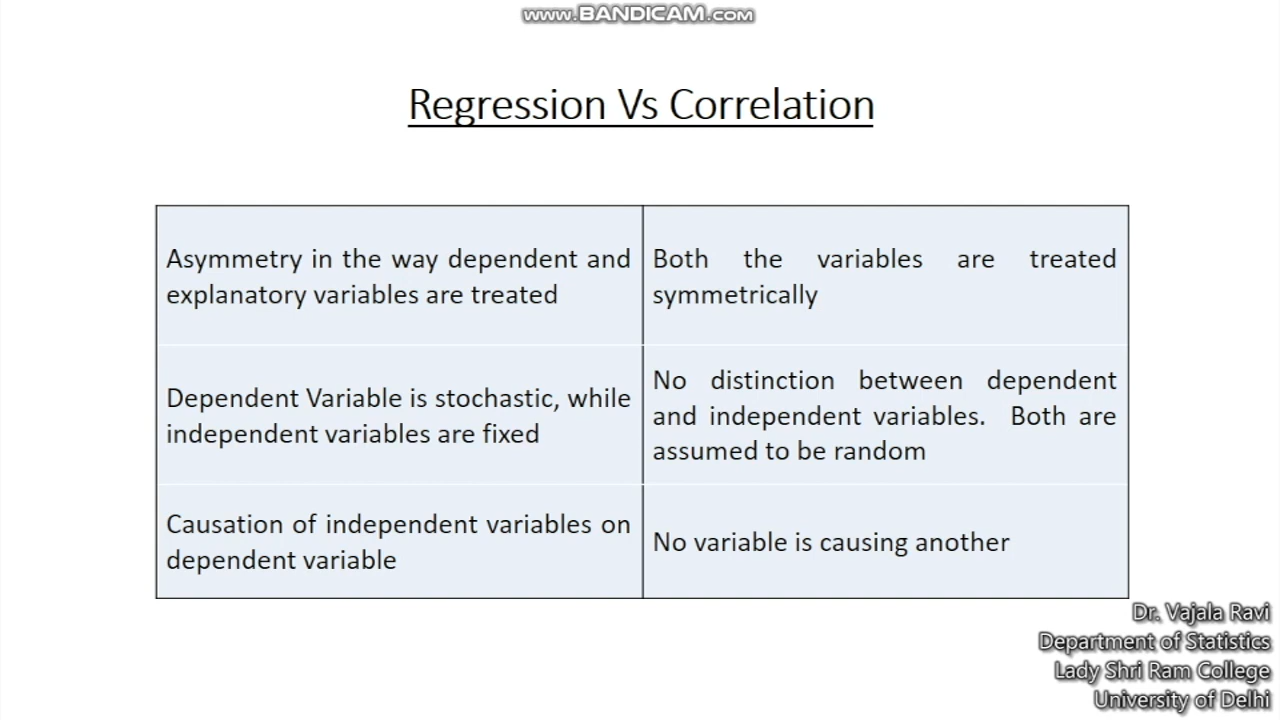 www.BANDICAM.com
Regression Vs Correlation
Asymmetry in the way dependent and
explanatory variables are treated
Both the variables are treated
symmetrically
Dependent Variable is stochastic, while
independent variables are fixed
No distinction between dependent
and independent variables. Both are
assumed to be random
Causation of independent variables on
dependent variable
No variable is causing another
Dr. Vajala Ravi
Department of Statistics
Lady Shri Ram College
University of Delhi